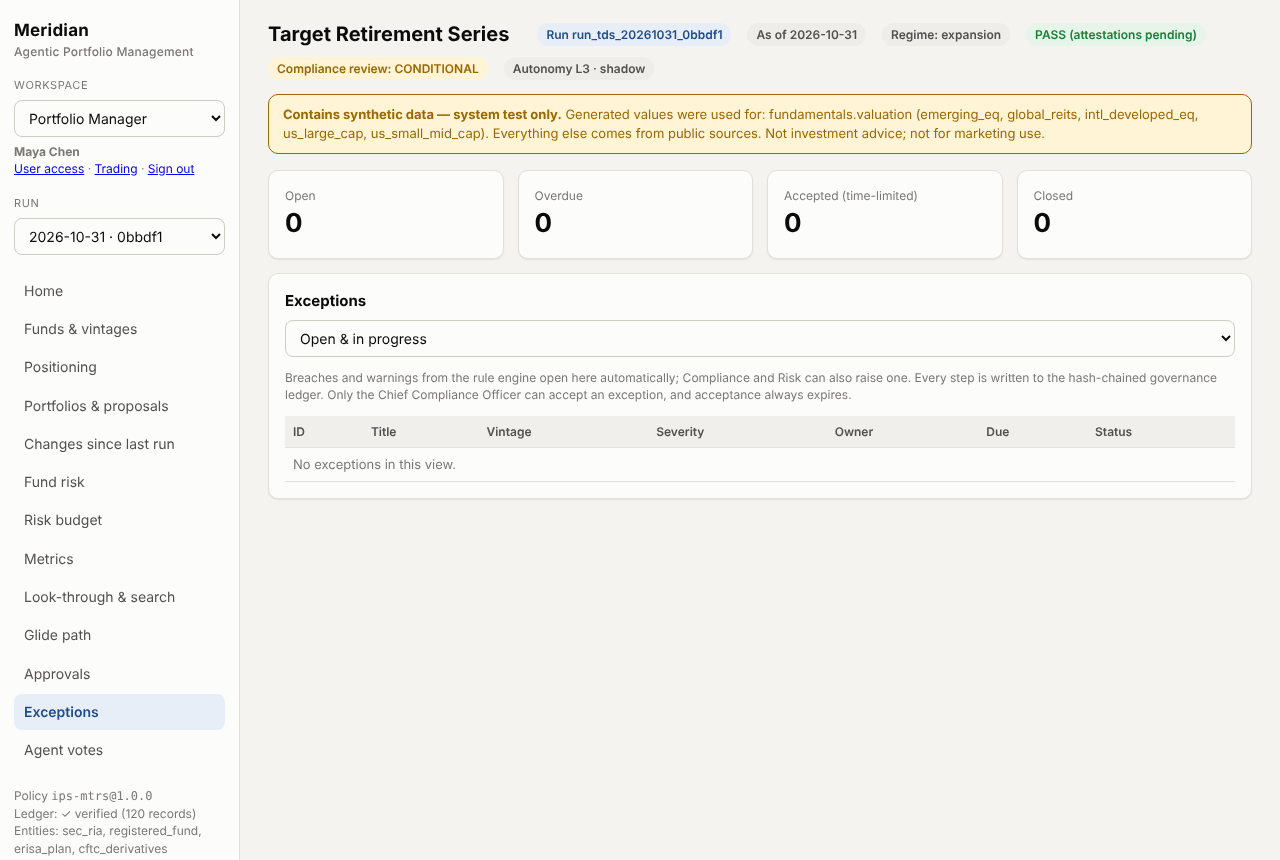 Meridian
Agentic Portfolio Management
WORKSPACE
Portfolio Manager
Maya Chen
User access · Trading · Sign out
RUN
2026-10-31 · 0bbdf1
Home
Funds & vintages
Positioning
Portfolios & proposals
Changes since last run
Fund risk
Risk budget
Metrics
Look-through & search
Glide path
Approvals
Exceptions
Agent votes
Policy ips-mtrs@1.0.0
Ledger: ✓ verified (120 records)
Entities: sec_ria, registered_fund,
erisa_plan, cftc_derivatives
Target Retirement Series
Run run_tds_20261031_0bbdf1
As of 2026-10-31
Regime: expansion
PASS (attestations pending)
Compliance review: CONDITIONAL
Autonomy L3 · shadow
Contains synthetic data — system test only. Generated values were used for: fundamentals.valuation (emerging_eq, global_reits, intl_developed_eq,
us_large_cap, us_small_mid_cap). Everything else comes from public sources. Not investment advice; not for marketing use.
Open
0
Overdue
0
Accepted (time-limited)
0
Closed
0
Exceptions
Open & in progress
Breaches and warnings from the rule engine open here automatically; Compliance and Risk can also raise one. Every step is written to the hash-chained governance
ledger. Only the Chief Compliance Officer can accept an exception, and acceptance always expires.
ID Title Vintage Severity Owner Due Status
No exceptions in this view.